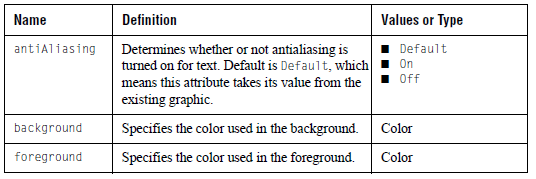 Name Definition Values or Type
antiAliasing Determines whether or not antialiasing is ■ Default
turned on for text. Default is Default, which ■ On
means this attribute takes its value from the ■ Off
existing graphic.
background Specifies the color used in the background. Color
foreground Specifies the color used in the foreground. Color